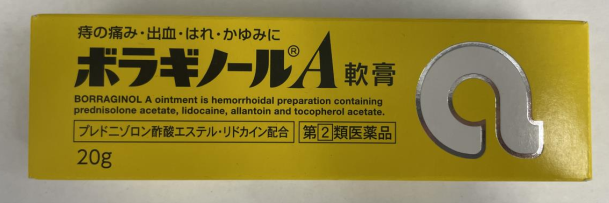 痔の痛み・出血・はれ・かゆみに
ボラギノール®A軟膏
BORRAGINOL A ointment is hemorrhoidal preparation containing
prednisolone acetate, lidocaine, allantoin and tocopherol acetate.
プレドニゾロン酢酸エステル・リドカイン配合 第②類医薬品
20g